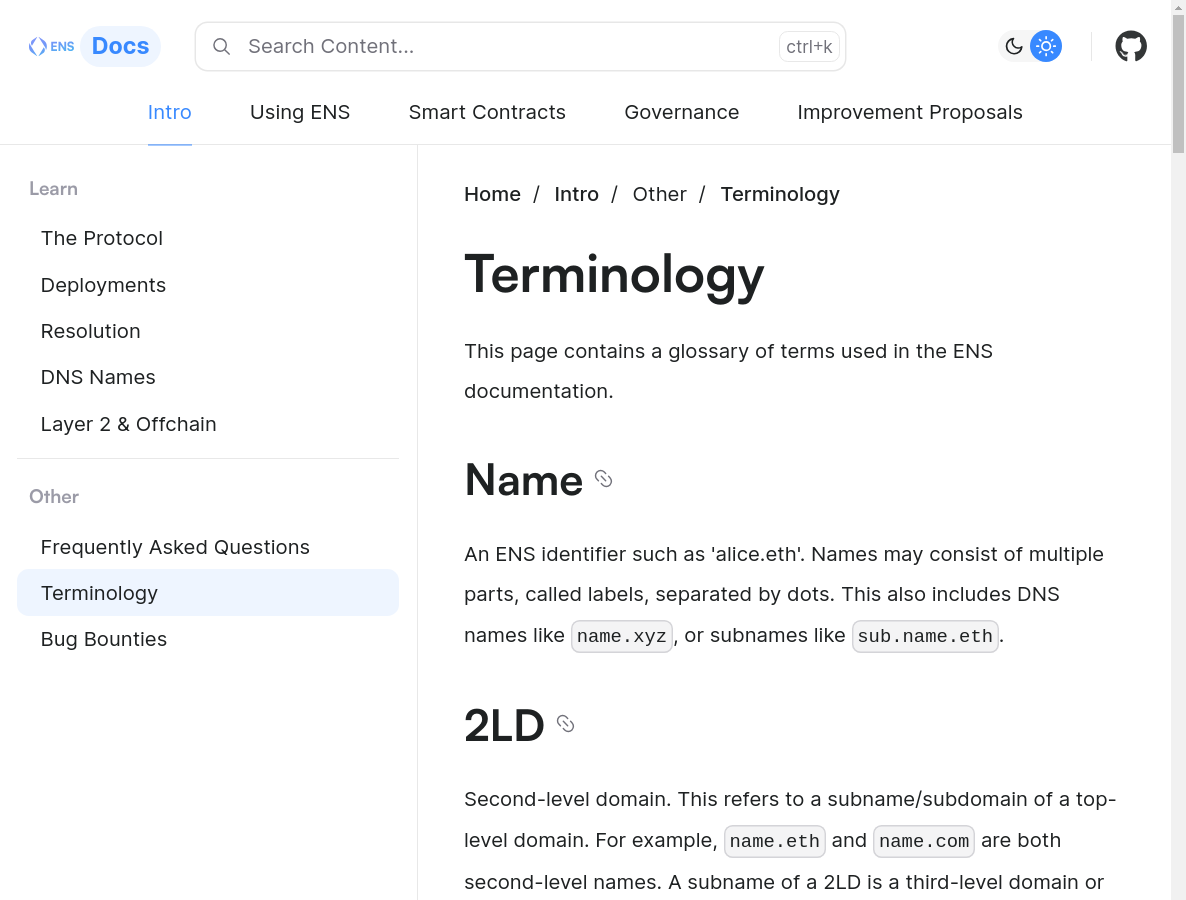 ENS Docs
Search Content...
ctrl+k
Intro
Using ENS
Smart Contracts
Governance
Improvement Proposals
Learn
The Protocol
Deployments
Resolution
DNS Names
Layer 2 & Offchain
Other
Frequently Asked Questions
Terminology
Bug Bounties
Home / Intro / Other / Terminology
Terminology
This page contains a glossary of terms used in the ENS
documentation.
Name
An ENS identifier such as 'alice.eth'. Names may consist of multiple
parts, called labels, separated by dots. This also includes DNS
names like name.xyz, or subnames like sub.name.eth.
2LD
Second-level domain. This refers to a subname/subdomain of a top-
level domain. For example, name.eth and name.com are both
second-level names. A subname of a 2LD is a third-level domain or